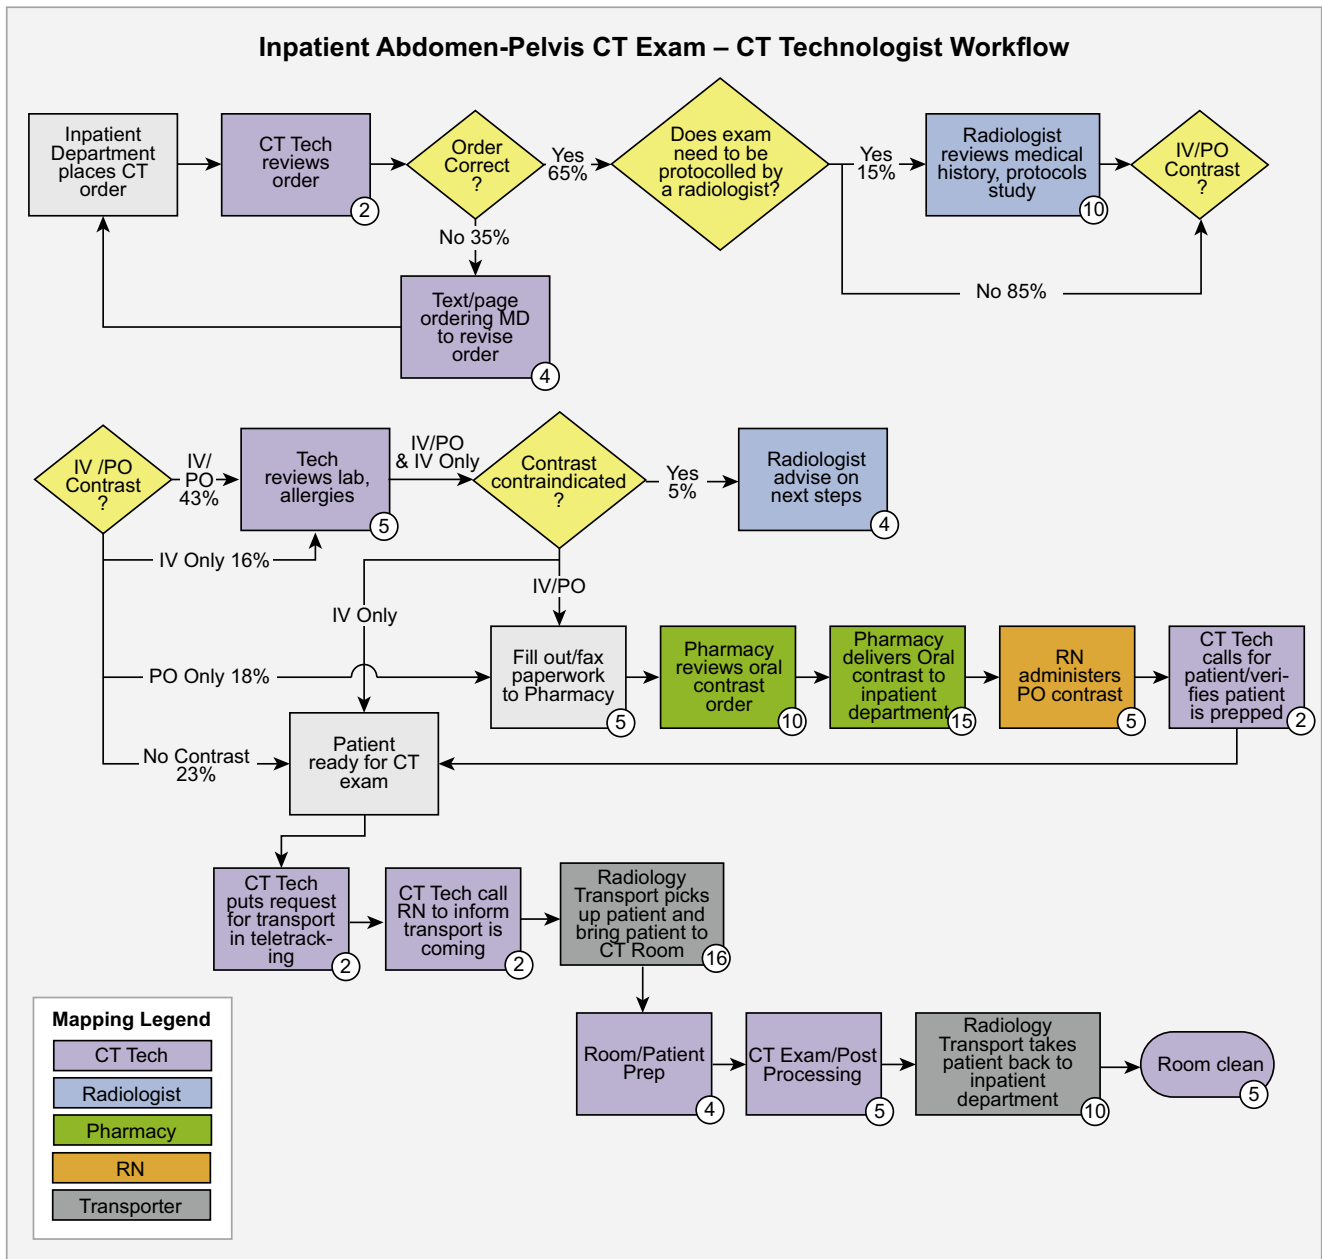 Inpatient Abdomen-Pelvis CT Exam – CT Technologist Workflow
Inpatient
Department
places CT
order
CT Tech
reviews
order
2
Order
Correct
?
Yes
65%
Does exam
need to be
protocolled by
a radiologist?
Yes
15%
Radiologist
reviews medical
history, protocols
study
10
IV/PO
Contrast
?
No 35%
No 85%
Text/page
ordering MD
to revise
order
4
IV /PO
Contrast
?
IV/
PO
43%
Tech
reviews lab,
allergies
5
IV/PO
& IV Only
Contrast
contraindicated
?
Yes
5%
Radiologist
advise on
next steps
4
IV Only 16%
IV Only
IV/PO
PO Only 18%
Fill out/fax
paperwork
to Pharmacy
5
Pharmacy
reviews oral
contrast
order
10
Pharmacy
delivers Oral
contrast to
inpatient
department
15
RN
administers
PO contrast
5
CT Tech
calls for
patient/veri-
fies patient
is prepped
2
No Contrast
23%
Patient
ready for CT
exam
CT Tech
puts request
for transport
in teletrack-
ing
2
CT Tech call
RN to inform
transport is
coming
2
Radiology
Transport picks
up patient and
bring patient to
CT Room
16
Room/Patient
Prep
4
CT Exam/Post
Processing
5
Radiology
Transport takes
patient back to
inpatient
department
10
Room clean
5
Mapping Legend
CT Tech
Radiologist
Pharmacy
RN
Transporter